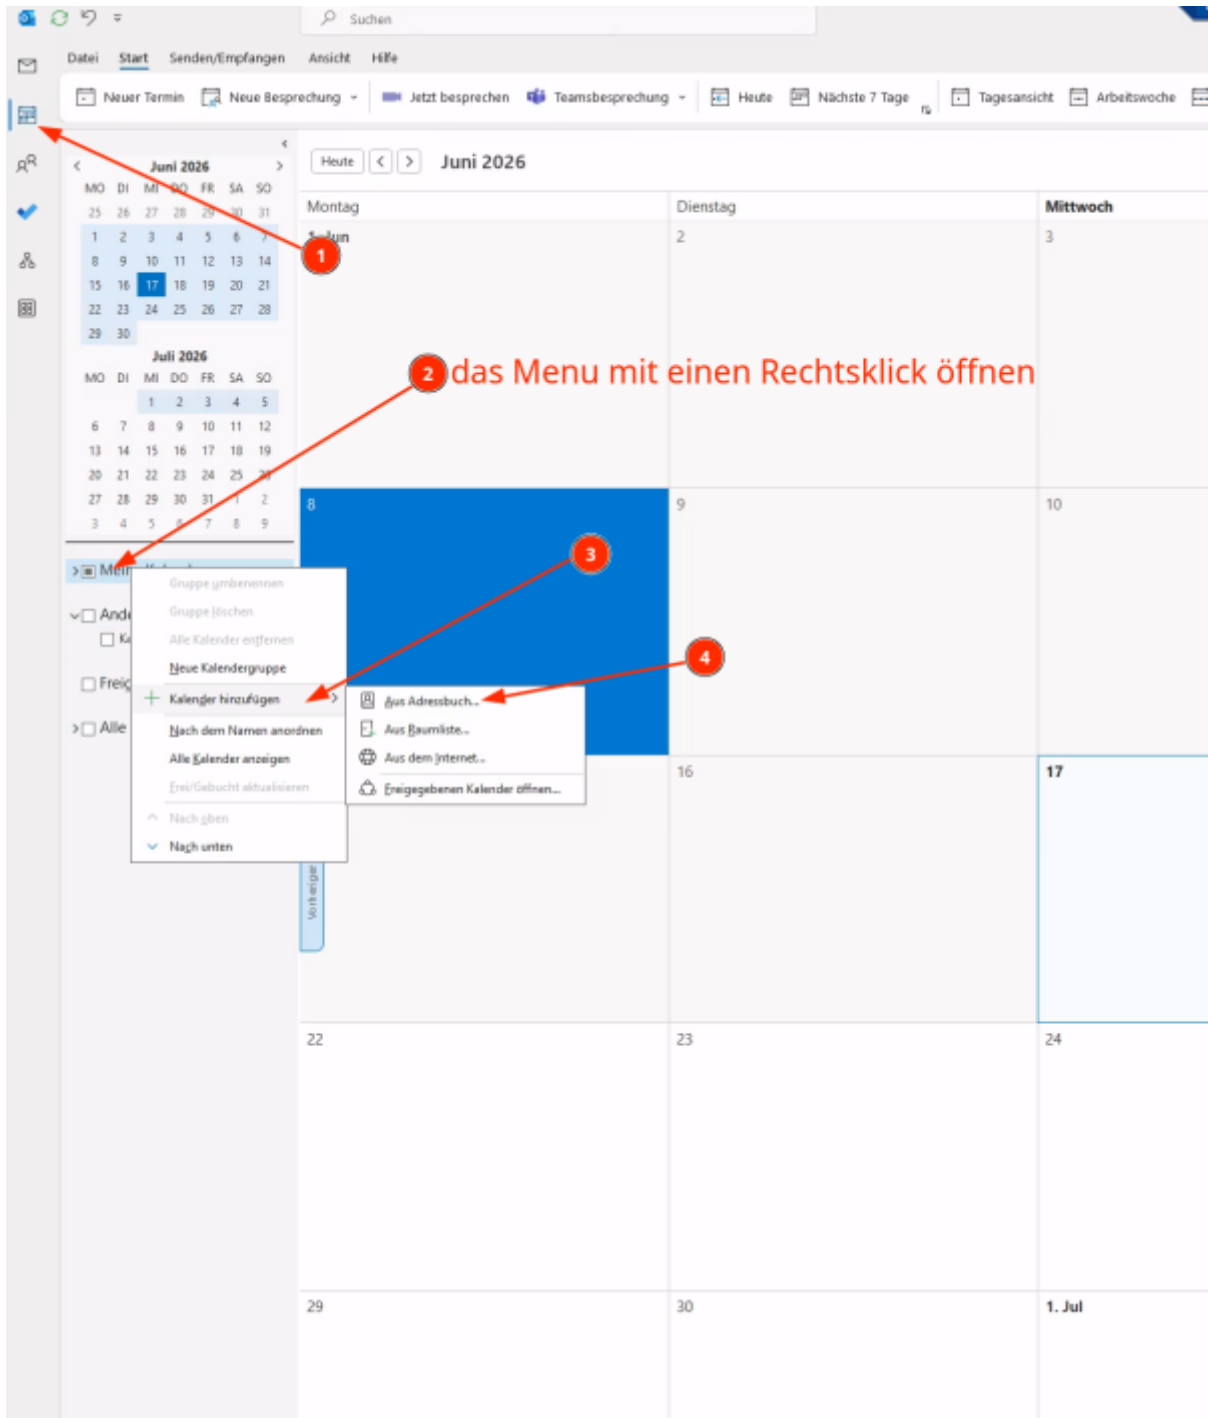 Suchen
Datei Start Senden/Empfangen Ansicht Hilfe
Neuer Termin Neue Besprechung Jetzt besprechen Teamsbesprechung Heute Nächste 7 Tage Tagesansicht Arbeitswoche
Juni 2026
MO DI MI DO FR SA SO
25 26 27 28 29 30 31
1 2 3 4 5 6 7
8 9 10 11 12 13 14
15 16 17 18 19 20 21
22 23 24 25 26 27 28
29 30
Juli 2026
MO DI MI DO FR SA SO
1 2 3 4 5
6 7 8 9 10 11 12
13 14 15 16 17 18 19
20 21 22 23 24 25 26
27 28 29 30 31 1 2
3 4 5 6 7 8 9
Heute Juni 2026
Montag Dienstag Mittwoch
1. Jun 2 3
1
2 das Menu mit einen Rechtsklick öffnen
8 9 10
3
4
16 17
22 23 24
29 30 1. Jul
Gruppe umbenennen
Gruppe löschen
Alle Kalender entfernen
Neue Kalendergruppe
Kalender hinzufügen
Nach dem Namen anordnen
Alle Kalender anzeigen
Frei/Gebucht aktualisieren
Nach oben
Nach unten
Aus Adressbuch...
Aus Raumliste...
Aus dem Internet...
Freigegebenen Kalender öffnen...
Alle